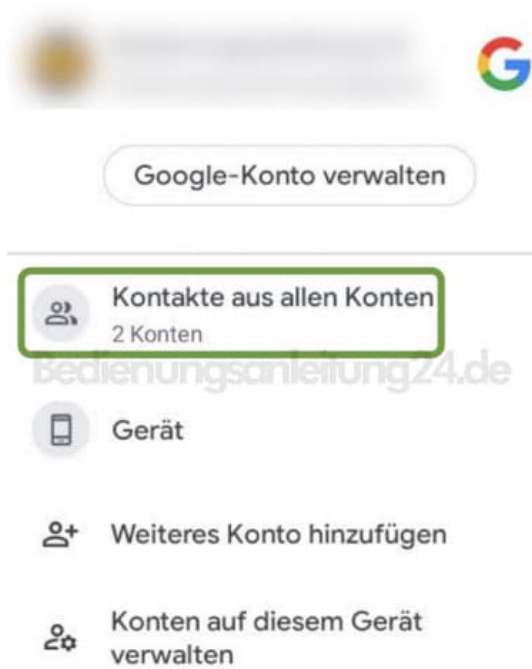 Google-Konto verwalten
Kontakte aus allen Konten
2 Konten
Bedienungsanleitung24.de
Gerät
Weiteres Konto hinzufügen
Konten auf diesem Gerät
verwalten